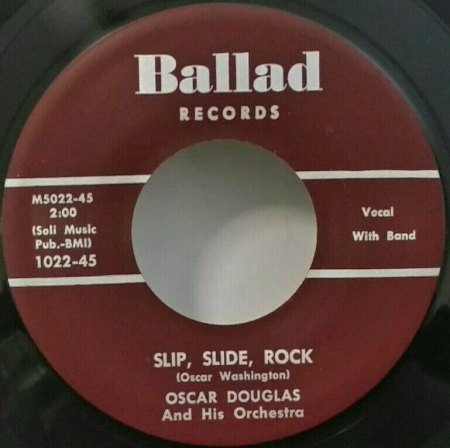 Ballad
RECORDS
M5022-45
2:00
(Soli Music
Pub.-BMI)
1022-45
Vocal
With Band
SLIP, SLIDE, ROCK
(Oscar Washington)
OSCAR DOUGLAS
And His Orchestra